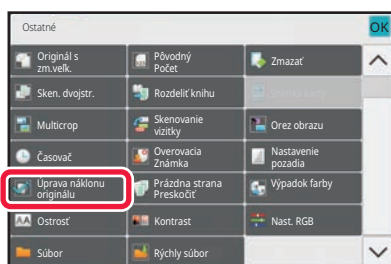 Ostatné
OK
Originál s
zm.veľk.
Pôvodný
Počet
Zmazať
Sken. dvojstr.
Rozdeliť knihu
Multicrop
Skenovanie
vizitky
Orez obrazu
Časovač
Overovacia
Známka
Nastavenie
pozadia
Úprava náklonu
originálu
Prázdna strana
Preskočiť
Výpadok farby
Ostrosť
Kontrast
Nast. RGB
Súbor
Rýchly súbor